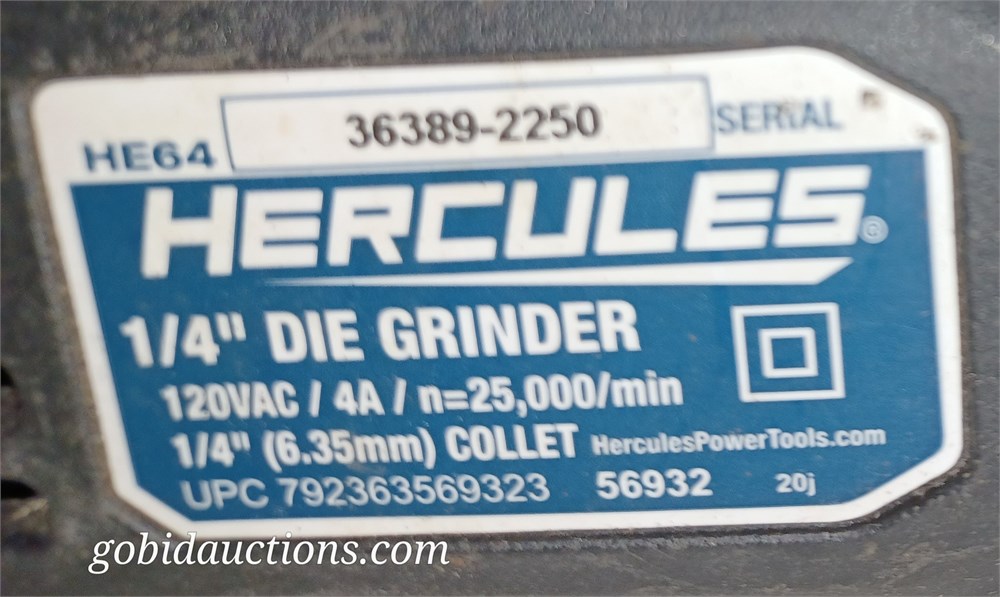 HE64 36389-2250 SERIAL
HERCULES®
1/4" DIE GRINDER
120VAC / 4A / n=25,000/min
1/4" (6.35mm) COLLET HerculesPowerTools.com
UPC 792363569323 56932 20j
gobidauctions.com